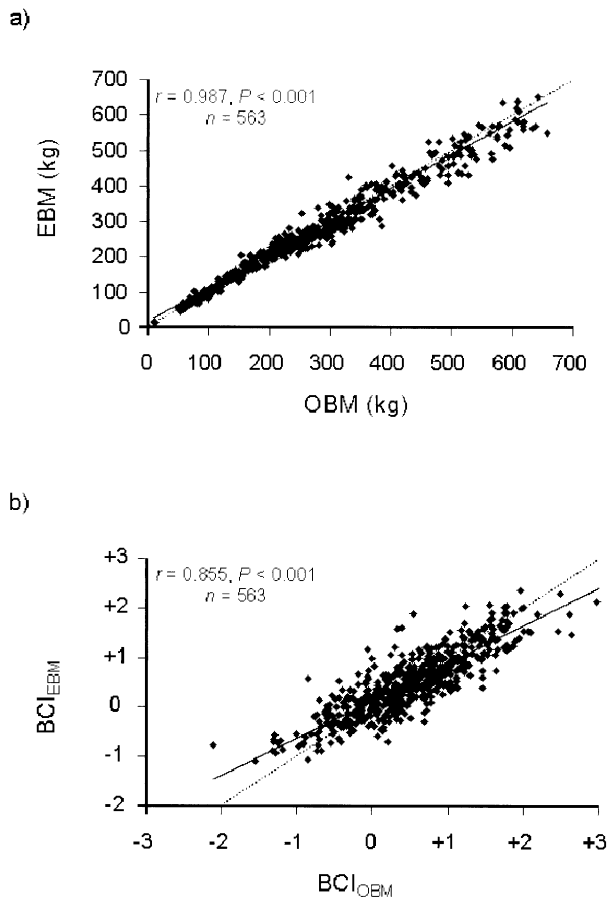 a)
r = 0.987, P < 0.001
n = 563
700
600
500
400
300
200
100
0
EBM (kg)
0 100 200 300 400 500 600 700
OBM (kg)
b)
r = 0.855, P < 0.001
n = 563
+3
+2
+1
0
-1
-2
BCI_EBM
-3 -2 -1 0 +1 +2 +3
BCI_OBM